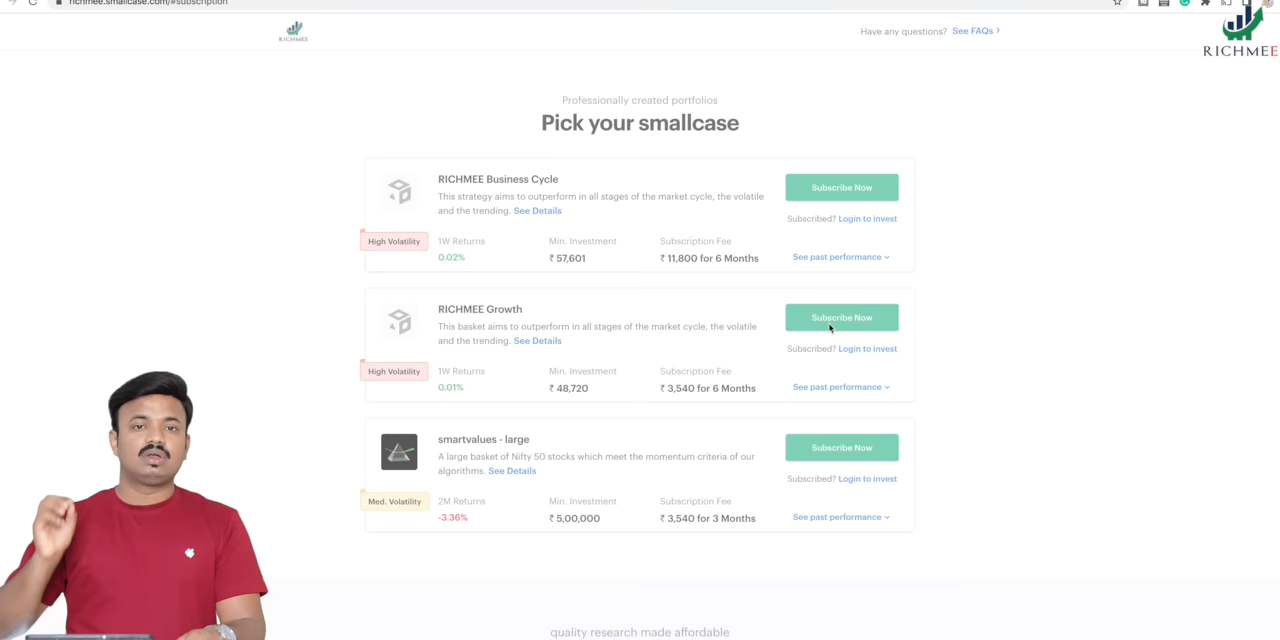 richmee.smallcase.com/#subscription
RICHMEE
Have any questions? See FAQs >
RICHMEE
Professionally created portfolios
Pick your smallcase
RICHMEE Business Cycle
This strategy aims to outperform in all stages of the market cycle, the volatile
and the trending. See Details
Subscribe Now
Subscribed? Login to invest
High Volatility
1W Returns
0.02%
Min. Investment
₹ 57,601
Subscription Fee
₹ 11,800 for 6 Months
See past performance
RICHMEE Growth
This basket aims to outperform in all stages of the market cycle, the volatile
and the trending. See Details
Subscribe Now
Subscribed? Login to invest
High Volatility
1W Returns
0.01%
Min. Investment
₹ 48,720
Subscription Fee
₹ 3,540 for 6 Months
See past performance
smartvalues - large
A large basket of Nifty 50 stocks which meet the momentum criteria of our
algorithms. See Details
Subscribe Now
Subscribed? Login to invest
Med. Volatility
2M Returns
-3.36%
Min. Investment
₹ 5,00,000
Subscription Fee
₹ 3,540 for 3 Months
See past performance
quality research made affordable